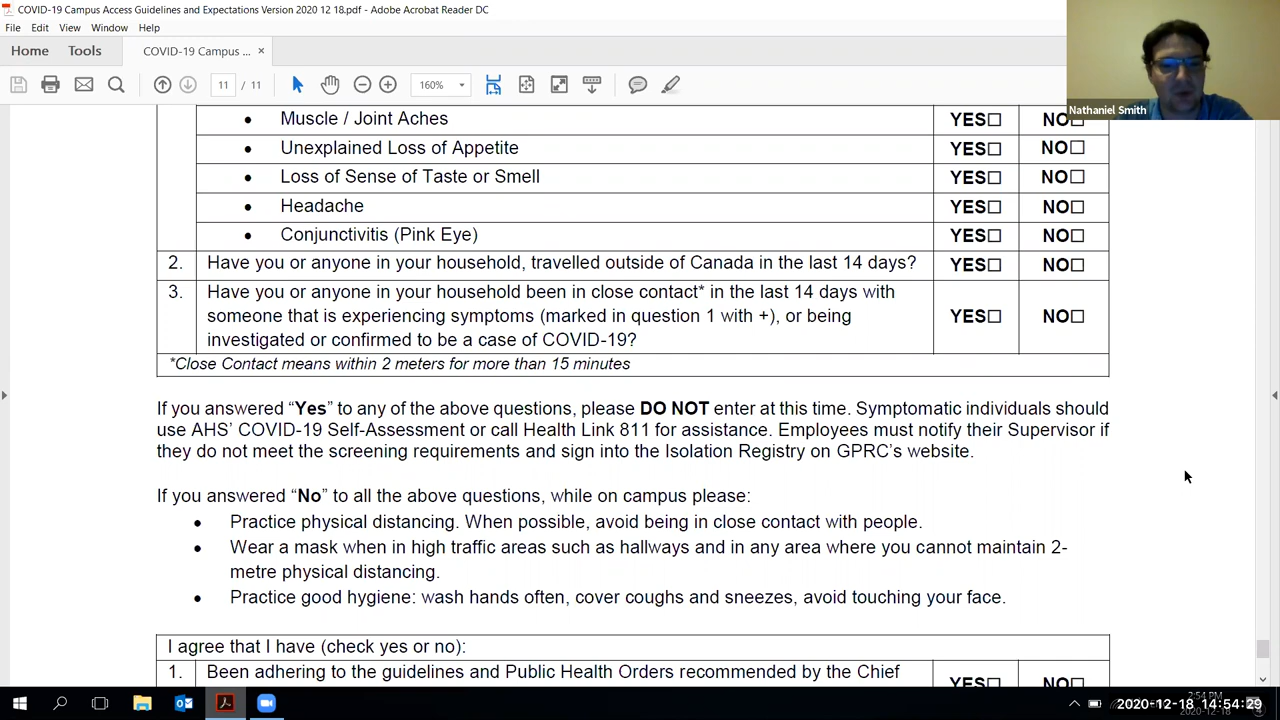 COVID-19 Campus Access Guidelines and Expectations Version 2020 12 18.pdf - Adobe Acrobat Reader DC
File Edit View Window Help
Home Tools COVID-19 Campus ... ×
11 / 11 160%
Nathaniel Smith
• Muscle / Joint Aches YES☐ NO☐
• Unexplained Loss of Appetite YES☐ NO☐
• Loss of Sense of Taste or Smell YES☐ NO☐
• Headache YES☐ NO☐
• Conjunctivitis (Pink Eye) YES☐ NO☐
2. Have you or anyone in your household, travelled outside of Canada in the last 14 days? YES☐ NO☐
3. Have you or anyone in your household been in close contact* in the last 14 days with
someone that is experiencing symptoms (marked in question 1 with +), or being YES☐ NO☐
investigated or confirmed to be a case of COVID-19?
*Close Contact means within 2 meters for more than 15 minutes
If you answered “Yes” to any of the above questions, please DO NOT enter at this time. Symptomatic individuals should
use AHS’ COVID-19 Self-Assessment or call Health Link 811 for assistance. Employees must notify their Supervisor if
they do not meet the screening requirements and sign into the Isolation Registry on GPRC’s website.
If you answered “No” to all the above questions, while on campus please:
• Practice physical distancing. When possible, avoid being in close contact with people.
• Wear a mask when in high traffic areas such as hallways and in any area where you cannot maintain 2-
metre physical distancing.
• Practice good hygiene: wash hands often, cover coughs and sneezes, avoid touching your face.
I agree that I have (check yes or no):
1. Been adhering to the guidelines and Public Health Orders recommended by the Chief
YES☐ NO☐
2:54 PM
2020-12-18 14:54:29
2020-12-18